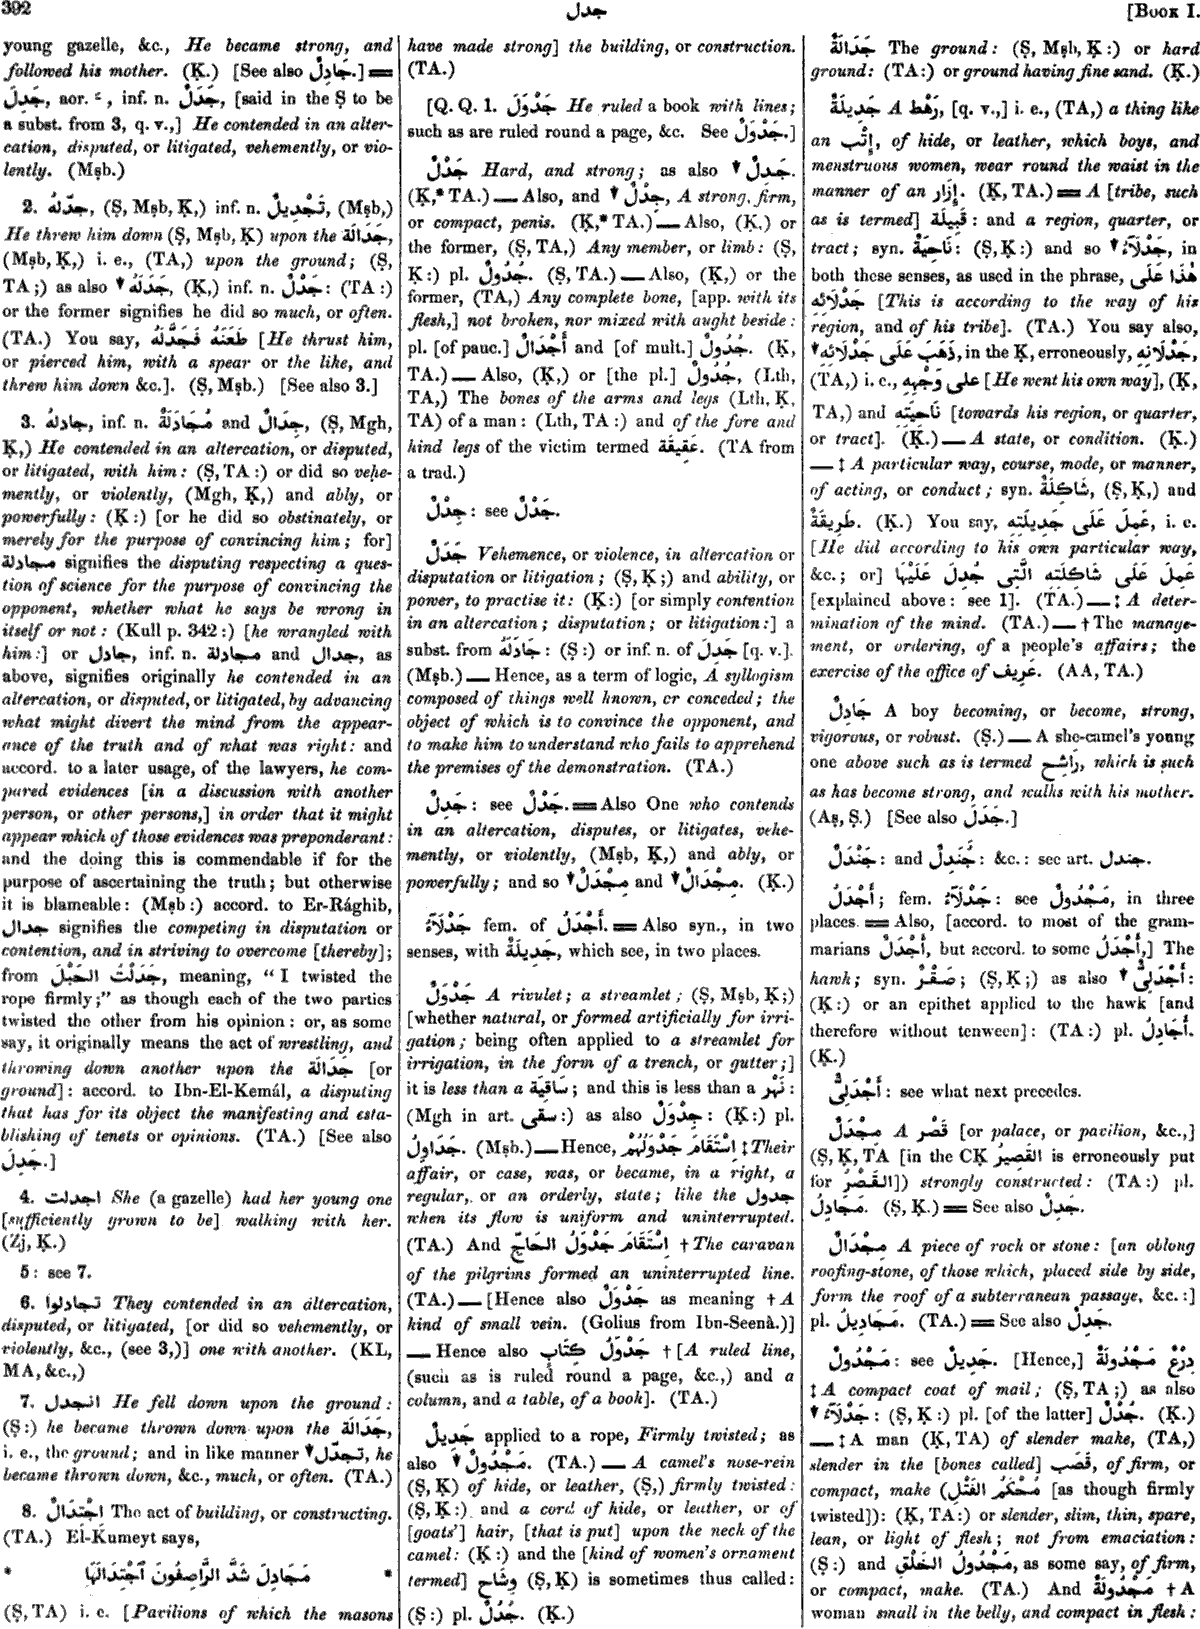 392
جدل
[BOOK I.
young gazelle, &c., He became strong, and
followed his mother. (Ḳ.) [See also جَادِلٌ.] ═
جَدِلَ, aor. ـَ , inf. n. جَدَلٌ, [said in the Ṣ to be
a subst. from 3, q. v.,] He contended in an alter-
cation, disputed, or litigated, vehemently, or vio-
lently. (Mṣb.)
2. جدّلهُ, (Ṣ, Mṣb, Ḳ,) inf. n. تَجْدِيلٌ, (Mṣb,)
He threw him down (Ṣ, Mṣb, Ḳ) upon the جَدَالَة,
(Mṣb, Ḳ,) i. e., (TA,) upon the ground; (Ṣ,
TA;) as also ▼ جَدَلَهُ, (Ḳ,) inf. n. جَدْلٌ: (TA:)
or the former signifies he did so much, or often.
(TA.) You say, طَعَنَهُ فَجَدَّلَهُ [He thrust him,
or pierced him, with a spear or the like, and
threw him down &c.]. (Ṣ, Mṣb.) [See also 3.]
3. جادلهُ, inf. n. مُجَادَلَةٌ and جِدَالٌ, (Ṣ, Mgh,
Ḳ,) He contended in an altercation, or disputed,
or litigated, with him: (Ṣ, TA:) or did so vehe-
mently, or violently, (Mgh, Ḳ,) and ably, or
powerfully: (Ḳ:) [or he did so obstinately, or
merely for the purpose of convincing him; for]
مجادلة signifies the disputing respecting a ques-
tion of science for the purpose of convincing the
opponent, whether what he says be wrong in
itself or not: (Kull p. 342:) [he wrangled with
him:] or جادل, inf. n. مجادلة and جدال, as
above, signifies originally he contended in an
altercation, or disputed, or litigated, by advancing
what might divert the mind from the appear-
ance of the truth and of what was right: and
accord. to a later usage, of the lawyers, he com-
pared evidences [in a discussion with another
person, or other persons,] in order that it might
appear which of those evidences was preponderant:
and the doing this is commendable if for the
purpose of ascertaining the truth; but otherwise
it is blameable: (Mṣb:) accord. to Er-Rághib,
جدال signifies the competing in disputation or
contention, and in striving to overcome [thereby];
from جَدَلْتُ الحَبْلَ, meaning, “I twisted the
rope firmly;” as though each of the two parties
twisted the other from his opinion: or, as some
say, it originally means the act of wrestling, and
throwing down another upon the جَدَالَة [or
ground]: accord. to Ibn-El-Kemál, a disputing
that has for its object the manifesting and esta-
blishing of tenets or opinions. (TA.) [See also
جَدِلَ.]
4. اجدلت She (a gazelle) had her young one
[sufficiently grown to be] walking with her.
(Zj, Ḳ.)
5: see 7.
6. تجادلوا They contended in an altercation,
disputed, or litigated, [or did so vehemently, or
violently, &c., (see 3,)] one with another. (KL,
MA, &c.,)
7. انجدل He fell down upon the ground:
(Ṣ:) he became thrown down upon the جَدَالَة,
i. e., the ground; and in like manner ▼ تجدّل, he
became thrown down, &c., much, or often. (TA.)
8. اِجْتِدَالٌ The act of building, or constructing.
(TA.) El-Kumeyt says,
* مَجَادِلَ شَدَّ الرَّاصِفُونَ ٱجْتِدَالَهَا *
(Ṣ, TA) i. e. [Pavilions of which the masons
have made strong] the building, or construction.
(TA.)
[Q. Q. 1. جَدْوَلَ He ruled a book with lines;
such as are ruled round a page, &c. See جَدْوَلٌ.]
جَدْلٌ Hard, and strong; as also ▼ جَدِلٌ.
(Ḳ,* TA.) — Also, and ▼ جِدْلٌ, A strong, firm,
or compact, penis. (Ḳ,* TA.) — Also, (Ḳ,) or
the former, (Ṣ, TA,) Any member, or limb: (Ṣ,
Ḳ:) pl. جُدُولٌ. (Ṣ, TA.) — Also, (Ḳ,) or the
former, (TA,) Any complete bone, [app. with its
flesh,] not broken, nor mixed with aught beside:
pl. [of pauc.] أَجْدَالٌ and [of mult.] جُدُولٌ. (Ḳ,
TA.) — Also, (Ḳ,) or [the pl.] جُدُولٌ, (Lth,
TA,) The bones of the arms and legs (Lth, Ḳ,
TA) of a man: (Lth, TA:) and of the fore and
hind legs of the victim termed عَقِيقَة. (TA from
a trad.)
جِدْلٌ: see جَدْلٌ.
جَدَلٌ Vehemence, or violence, in altercation or
disputation or litigation; (Ṣ, Ḳ;) and ability, or
power, to practise it: (Ḳ:) [or simply contention
in an altercation; disputation; or litigation:] a
subst. from جَادَلَهُ: (Ṣ:) or inf. n. of جَدِلَ [q. v.].
(Mṣb.) — Hence, as a term of logic, A syllogism
composed of things well known, or conceded; the
object of which is to convince the opponent, and
to make him to understand who fails to apprehend
the premises of the demonstration. (TA.)
جَدِلٌ: see جَدْلٌ. ═ Also One who contends
in an altercation, disputes, or litigates, vehe-
mently, or violently, (Mṣb, Ḳ,) and ably, or
powerfully; and so ▼ مِجْدَلٌ and ▼ مِجْدَالٌ. (Ḳ.)
جَدْلَآءُ fem. of أَجْدَلُ. ═ Also syn., in two
senses, with جَدِيلَةٌ, which see, in two places.
جَدْوَلٌ A rivulet; a streamlet; (Ṣ, Mṣb, Ḳ;)
[whether natural, or formed artificially for irri-
gation; being often applied to a streamlet for
irrigation, in the form of a trench, or gutter;]
it is less than a سَاقِيَة; and this is less than a نَهْر:
(Mgh in art. سقى:) as also جِدْوَلٌ: (Ḳ:) pl.
جَدَاوِلُ. (Mṣb.) — Hence, اِسْتَقَامَ جَدْوَلُهُمْ ‡ Their
affair, or case, was, or became, in a right, a
regular, or an orderly, state; like the جدول
when its flow is uniform and uninterrupted.
(TA.) And اِسْتَقَامَ جَدْوَلُ الحَاجِّ † The caravan
of the pilgrims formed an uninterrupted line.
(TA.) — [Hence also جَدْوَلٌ as meaning † A
kind of small vein. (Golius from Ibn-Seenà.)]
— Hence also جَدْوَلُ كِتَابٍ † [A ruled line,
(such as is ruled round a page, &c.,) and a
column, and a table, of a book]. (TA.)
جَدِيلٌ applied to a rope, Firmly twisted; as
also ▼ مَجْدُولٌ. (TA.) — A camel's nose-rein
(Ṣ, Ḳ) of hide, or leather, (Ṣ,) firmly twisted:
(Ṣ, Ḳ:) and a cord of hide, or leather, or of
[goats'] hair, [that is put] upon the neck of the
camel: (Ḳ:) and the [kind of women's ornament
termed] وِشَاح (Ṣ, Ḳ) is sometimes thus called:
(Ṣ:) pl. جُدُلٌ. (Ḳ.)
جَدَالَةٌ The ground: (Ṣ, Mṣb, Ḳ:) or hard
ground: (TA:) or ground having fine sand. (Ḳ.)
جَدِيلَةٌ A رَهْط, [q. v.,] i. e., (TA,) a thing like
an إِتْب, of hide, or leather, which boys, and
menstruous women, wear round the waist in the
manner of an إِزَار. (Ḳ, TA.) ═ A [tribe, such
as is termed] قَبِيلَة: and a region, quarter, or
tract; syn. نَاحِيَةٌ: (Ṣ, Ḳ:) and so ▼ جَدْلَآءُ, in
both these senses, as used in the phrase, هٰذَا عَلَى
جَدْلَائِهِ [This is according to the way of his
region, and of his tribe]. (TA.) You say also,
ذَهَبَ عَلَى جَدْلَائِهِ ▼, in the Ḳ, erroneously, جَدْلَانِهِ,
(TA,) i. e., على وَجْهِهِ [He went his own way], (Ḳ,
TA,) and نَاحِيَتِهِ [towards his region, or quarter,
or tract]. (Ḳ.) — A state, or condition. (Ḳ.)
— ‡ A particular way, course, mode, or manner,
of acting, or conduct; syn. شَاكِلَةٌ, (Ṣ, Ḳ,) and
طَرِيقَةٌ. (Ḳ.) You say, عَمِلَ عَلَى جَدِيلَتِهِ, i. e.
[He did according to his own particular way,
&c.; or] عَمِلَ عَلَى شَاكِلَتِهِ الَّتِى جُدِلَ عَلَيْهَا
[explained above: see 1]. (TA.) — ‡ A deter-
mination of the mind. (TA.) — † The manage-
ment, or ordering, of a people's affairs; the
exercise of the office of عَرِيف. (AA, TA.)
جَادِلٌ A boy becoming, or become, strong,
vigorous, or robust. (Ṣ.) — A she-camel's young
one above such as is termed رَاشِح, which is such
as has become strong, and walks with his mother.
(Aṣ, Ṣ.) [See also جَدَلَ.]
جَنْدَلٌ: and جُنَدِلٌ: &c.: see art. جندل.
أَجْدَلُ; fem. جَدْلَآءُ: see مَجْدُولٌ, in three
places. ═ Also, [accord. to most of the gram-
marians أَجْدَلٌ, but accord. to some أَجْدَلُ,] The
hawk; syn. صَقْرٌ; (Ṣ, Ḳ;) as also ▼ أَجْدَلِىٌّ:
(Ḳ:) or an epithet applied to the hawk [and
therefore without tenween]: (TA:) pl. أَجَادِلُ.
(Ḳ.)
أَجْدَلِىٌّ: see what next precedes.
مِجْدَلٌ A قَصْر [or palace, or pavilion, &c.,]
(Ṣ, Ḳ, TA [in the CḲ القَصِيرُ is erroneously put
for القَصْرُ]) strongly constructed: (TA:) pl.
مَجَادِلُ. (Ṣ, Ḳ.) ═ See also جَدِلٌ.
مِجْدَالٌ A piece of rock or stone: [an oblong
roofing-stone, of those which, placed side by side,
form the roof of a subterranean passage, &c.:]
pl. مَجَادِيلُ. (TA.) ═ See also جَدِلٌ.
مَجْدُولٌ: see جَدِيلٌ. [Hence,] دِرْعٌ مَجْدُولَةٌ
‡ A compact coat of mail; (Ṣ, TA;) as also
▼ جَدْلَآءُ: (Ṣ, Ḳ:) pl. [of the latter] جُدْلٌ. (Ḳ.)
— ‡ A man (Ḳ, TA) of slender make, (TA,)
slender in the [bones called] قَصَب, of firm, or
compact, make (مُحْكَمُ الفَتْلِ [as though firmly
twisted]): (Ḳ, TA:) or slender, slim, thin, spare,
lean, or light of flesh; not from emaciation:
(Ṣ:) and مَجْدُولُ الخَلْقِ, as some say, of firm,
or compact, make. (TA.) And مَجْدُولَةٌ † A
woman small in the belly, and compact in flesh: